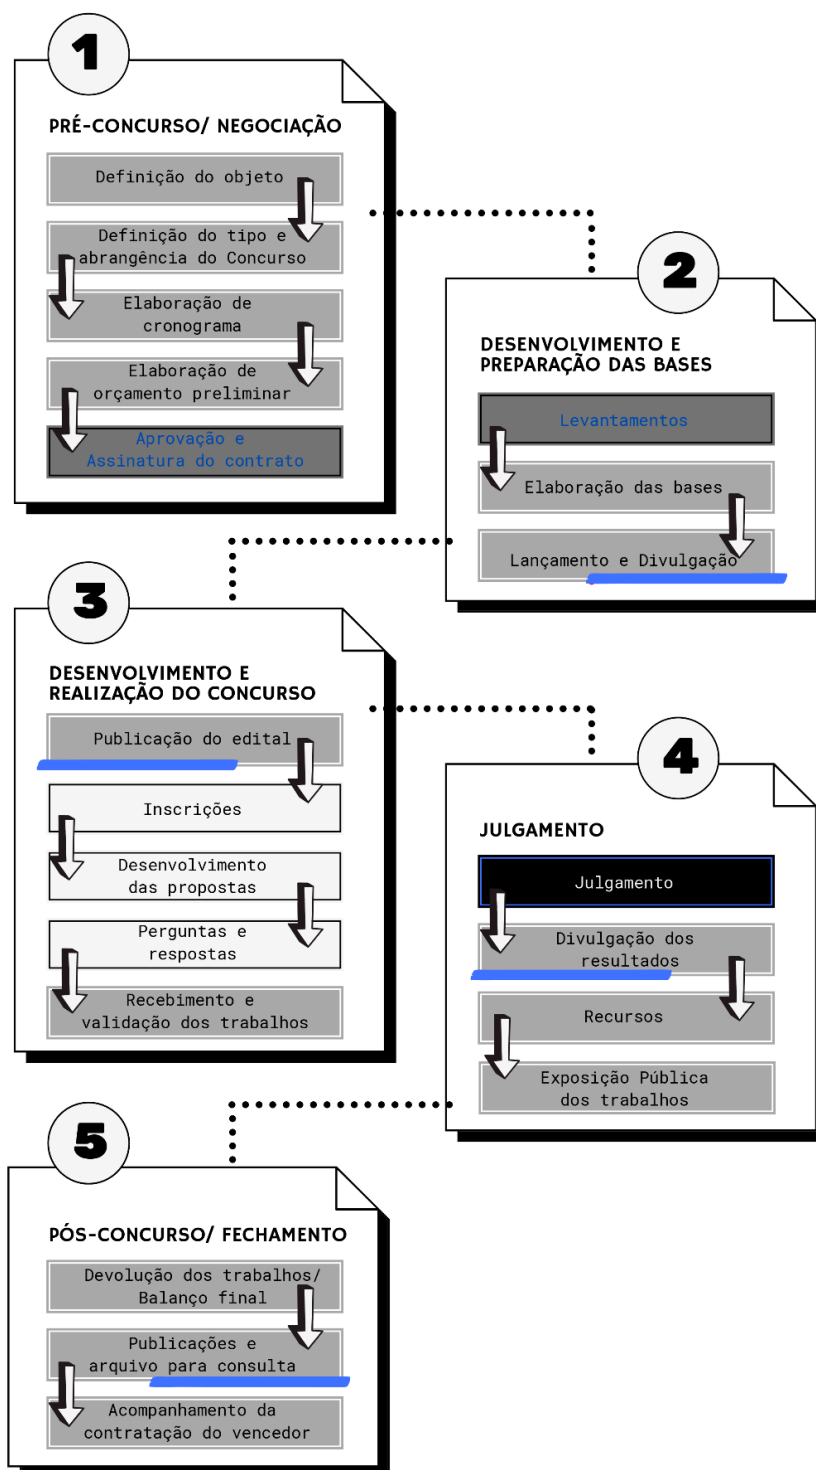 1
PRÉ-CONCURSO/ NEGOCIAÇÃO
Definição do objeto
Definição do tipo e
abrangência do Concurso
Elaboração de
cronograma
Elaboração de
orçamento preliminar
Aprovação e
Assinatura do contrato
2
DESENVOLVIMENTO E
PREPARAÇÃO DAS BASES
Levantamentos
Elaboração das bases
Lançamento e Divulgação
3
DESENVOLVIMENTO E
REALIZAÇÃO DO CONCURSO
Publicação do edital
Inscrições
Desenvolvimento
das propostas
Perguntas e
respostas
Recebimento e
validação dos trabalhos
4
JULGAMENTO
Julgamento
Divulgação dos
resultados
Recursos
Exposição Pública
dos trabalhos
5
PÓS-CONCURSO/ FECHAMENTO
Devolução dos trabalhos/
Balanço final
Publicações e
arquivo para consulta
Acompanhamento da
contratação do vencedor